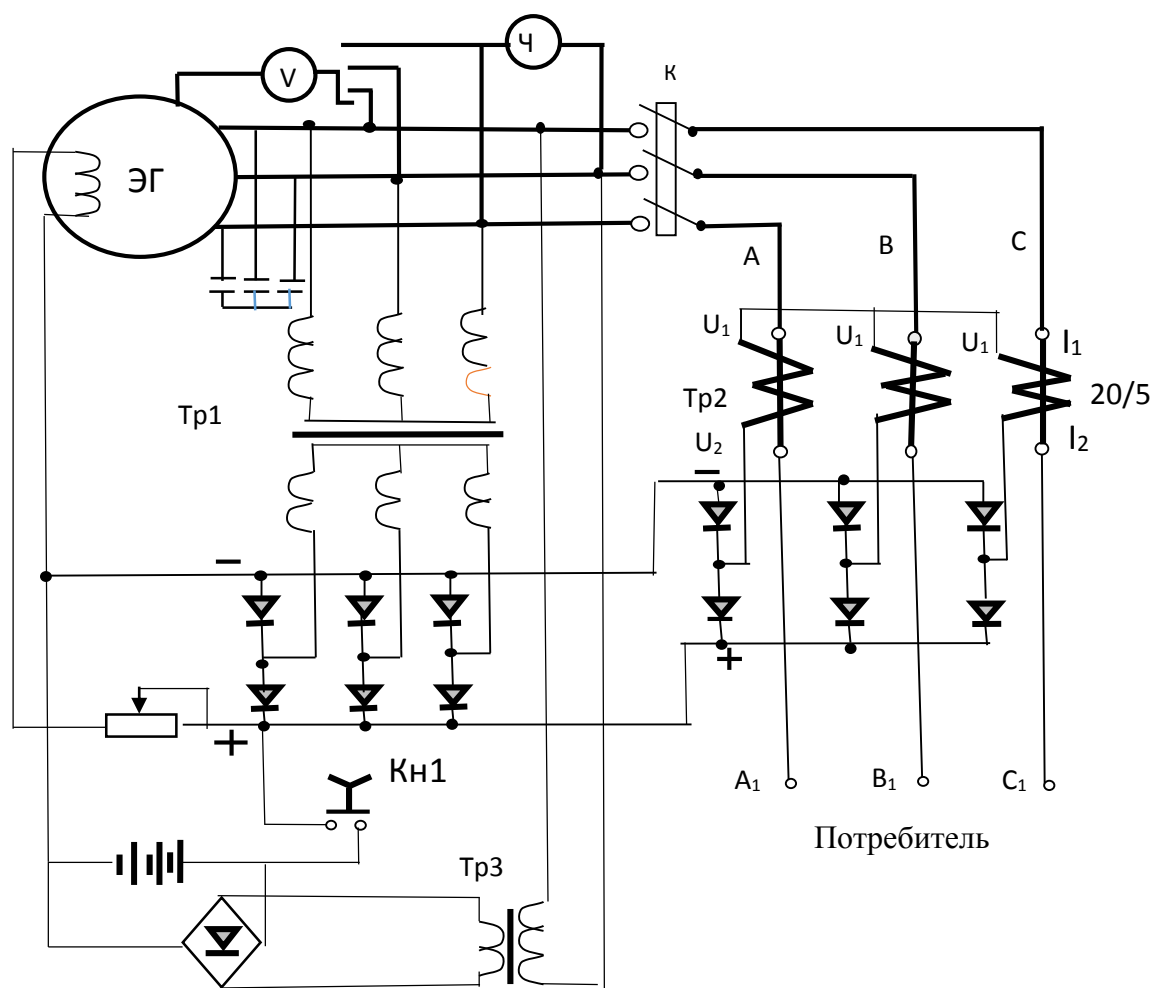 Ч
V
К
ЭГ
A B C
U₁ U₁ U₁ I₁
Тр1 Тр2 20/5
U₂ I₂
−
−
+
+
Кн1
A₁ B₁ C₁
Потребитель
Тр3